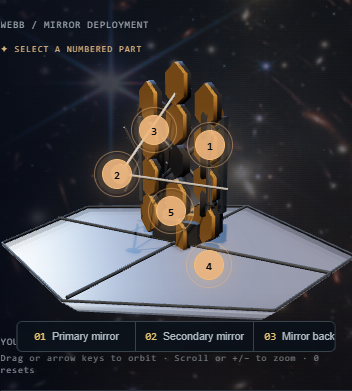 WEBB / MIRROR DEPLOYMENT
✦ SELECT A NUMBERED PART
3
1
2
5
4
01 Primary mirror 02 Secondary mirror 03 Mirror back
Drag or arrow keys to orbit · Scroll or +/− to zoom · 0
resets